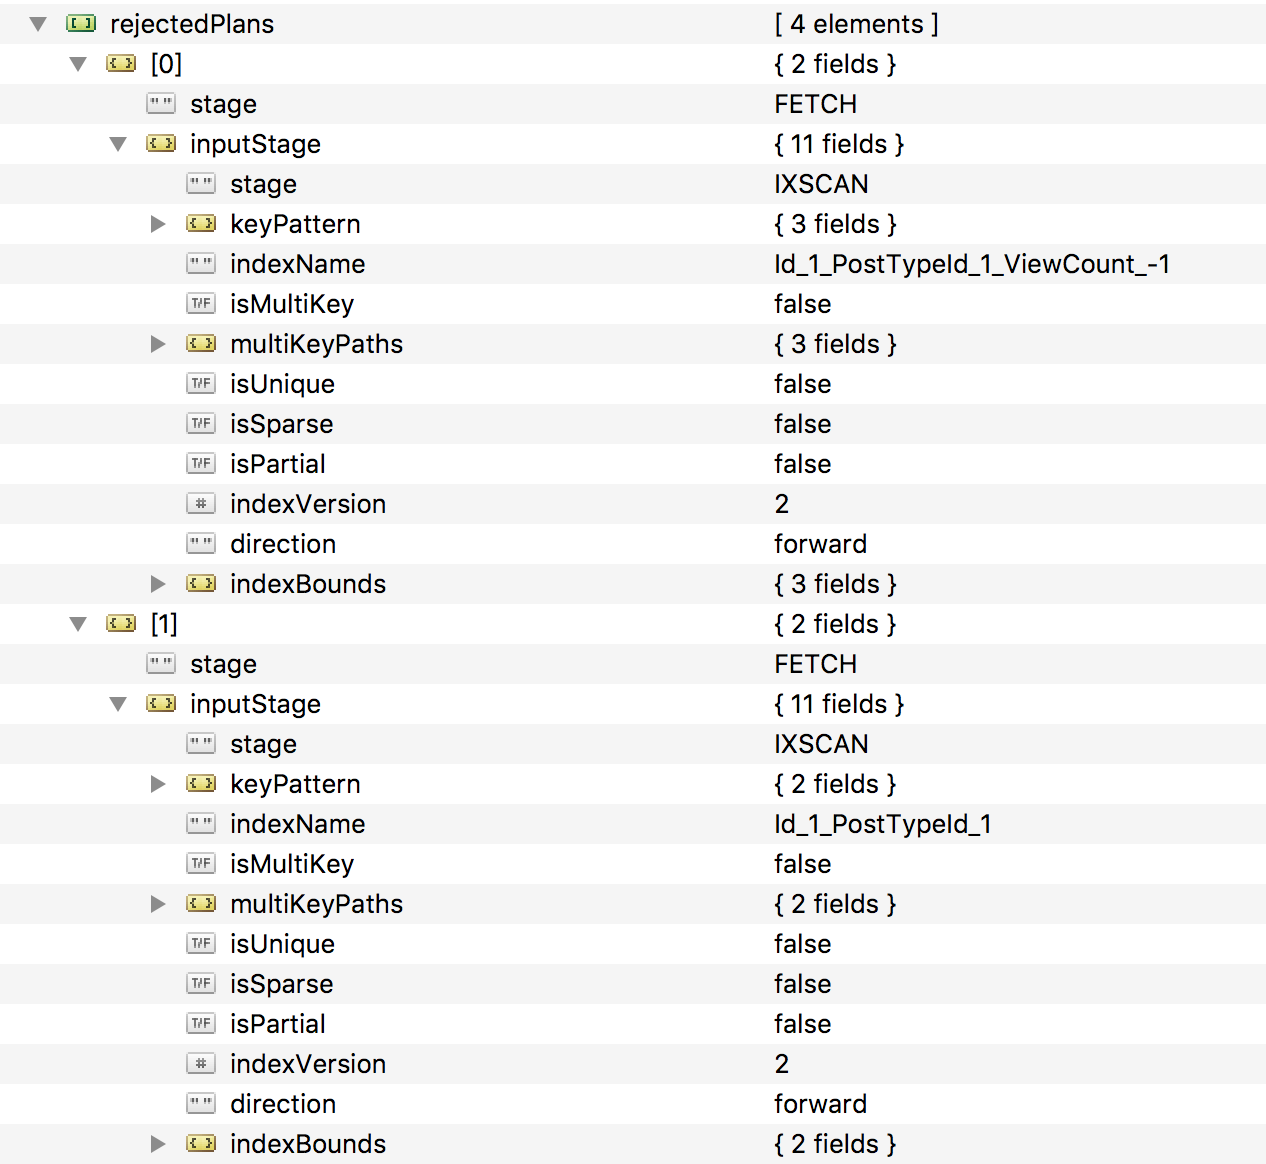 rejectedPlans [ 4 elements ]
[0] { 2 fields }
stage FETCH
inputStage { 11 fields }
stage IXSCAN
keyPattern { 3 fields }
indexName Id_1_PostTypeId_1_ViewCount_-1
T/F isMultiKey false
multiKeyPaths { 3 fields }
T/F isUnique false
T/F isSparse false
T/F isPartial false
# indexVersion 2
direction forward
indexBounds { 3 fields }
[1] { 2 fields }
stage FETCH
inputStage { 11 fields }
stage IXSCAN
keyPattern { 2 fields }
indexName Id_1_PostTypeId_1
T/F isMultiKey false
multiKeyPaths { 2 fields }
T/F isUnique false
T/F isSparse false
T/F isPartial false
# indexVersion 2
direction forward
indexBounds { 2 fields }